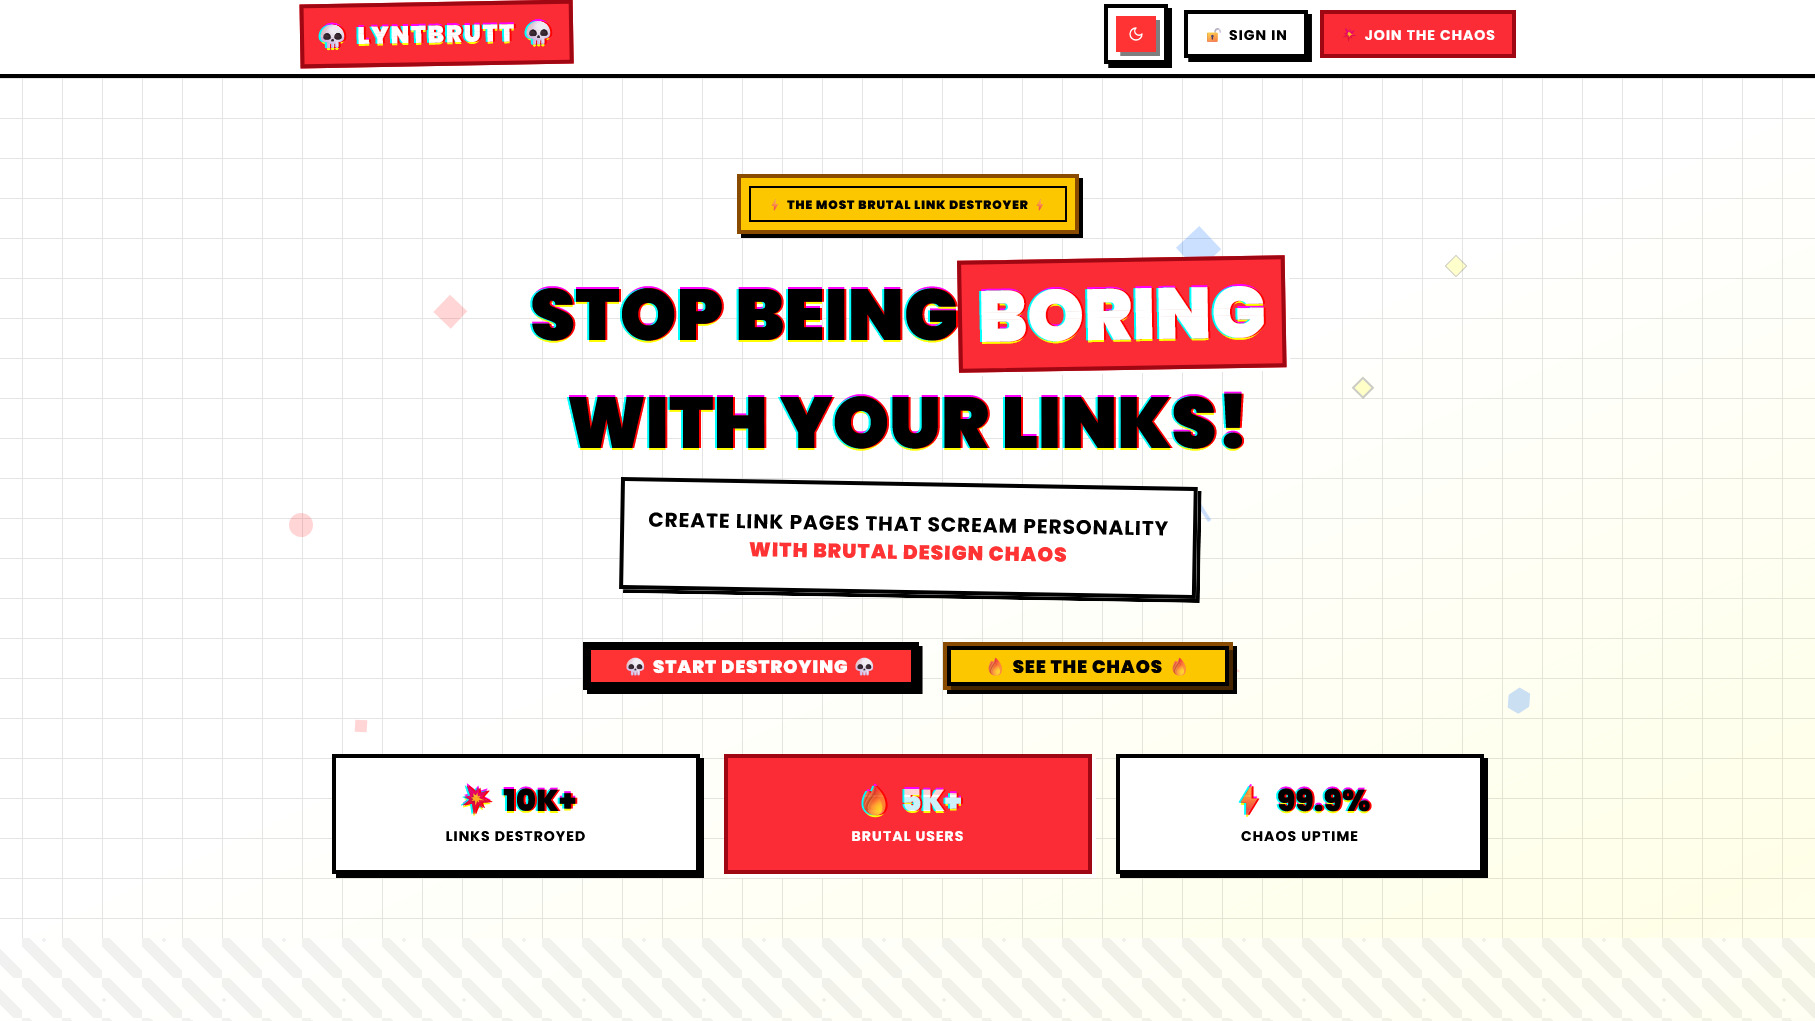 💀 LYNTBRUTT 💀
🔓 SIGN IN
💥 JOIN THE CHAOS
⚡ THE MOST BRUTAL LINK DESTROYER ⚡
STOP BEING BORING
WITH YOUR LINKS!
CREATE LINK PAGES THAT SCREAM PERSONALITY
WITH BRUTAL DESIGN CHAOS
💀 START DESTROYING 💀
🔥 SEE THE CHAOS 🔥
💥 10K+
LINKS DESTROYED
🔥 5K+
BRUTAL USERS
⚡ 99.9%
CHAOS UPTIME